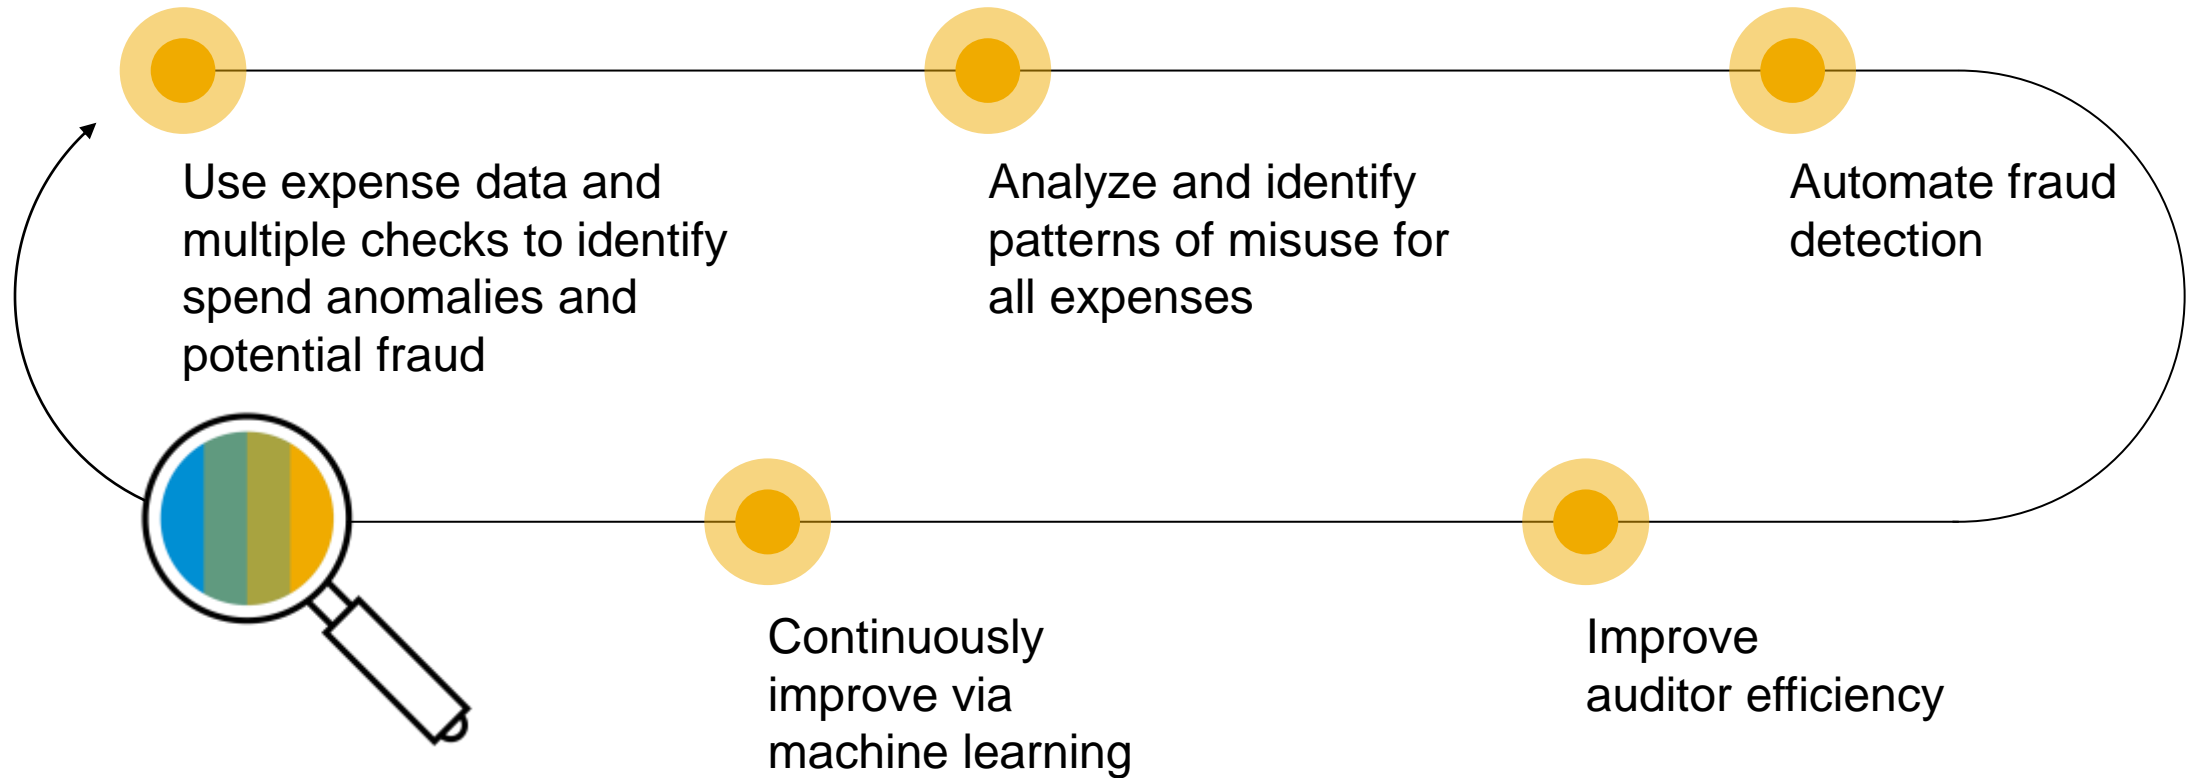 Use expense data and
multiple checks to identify
spend anomalies and
potential fraud
Analyze and identify
patterns of misuse for
all expenses
Automate fraud
detection
Improve
auditor efficiency
Continuously
improve via
machine learning